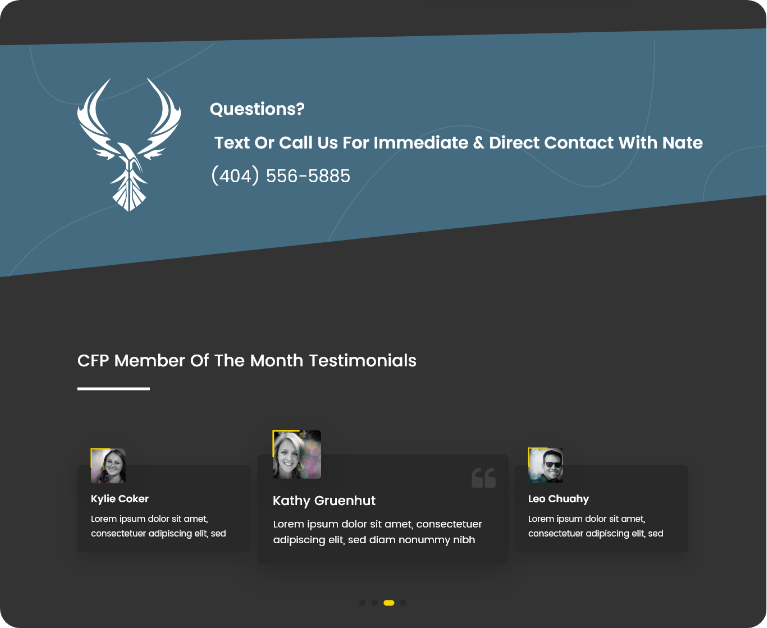 Questions?
Text Or Call Us For Immediate & Direct Contact With Nate
(404) 556-5885
CFP Member Of The Month Testimonials
Kylie Coker
Lorem ipsum dolor sit amet,
consectetuer adipiscing elit, sed
Kathy Gruenhut
Lorem ipsum dolor sit amet, consectetuer
adipiscing elit, sed diam nonummy nibh
Leo Chuahy
Lorem ipsum dolor sit amet,
consectetuer adipiscing elit, sed